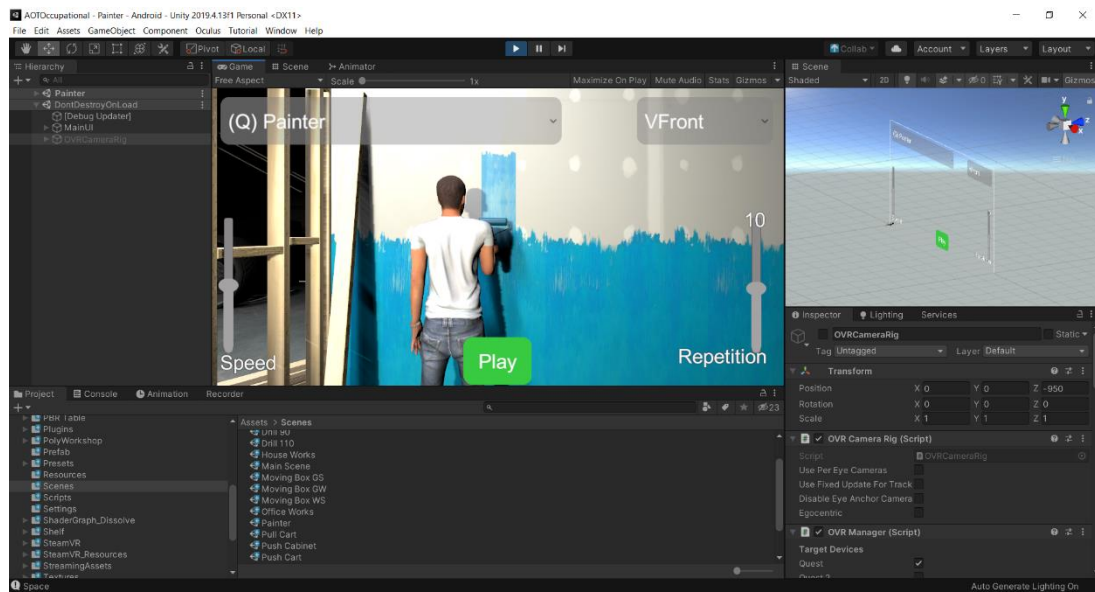 AOTOccupational - Painter - Android - Unity 2019.4.13f1 Personal <DX11>
File Edit Assets GameObject Component Oculus Tutorial Window Help
Pivot Local Collab Account Layers Layout
Hierarchy
All
Painter
DontDestroyOnLoad
[Debug Updater]
MainUI
OVRCameraRig
Game Scene Animator
Free Aspect Scale 1x Maximize On Play Mute Audio Stats Gizmos
(Q) Painter VFront
10
Speed Play Repetition
Scene
Shaded 2D 0 Gizmos
y
z
x
Inspector Lighting Services
OVRCameraRig Static
Tag Untagged Layer Default
Transform
Position X 0 Y 0 Z -950
Rotation X 0 Y 0 Z 0
Scale X 1 Y 1 Z 1
OVR Camera Rig (Script)
Script OVRCameraRig
Use Per Eye Cameras
Use Fixed Update For Track
Disable Eye Anchor Camera
Egocentric
OVR Manager (Script)
Target Devices
Quest
Quest 2
Project Console Animation Recorder
23
PBR Table
Plugins
PolyWorkshop
Prefab
Presets
Resources
Scenes
Scripts
Settings
ShaderGraph_Dissolve
Shelf
SteamVR
SteamVR_Resources
StreamingAssets
Textures
Assets > Scenes
Drill 90
Drill 110
House Works
Main Scene
Moving Box GS
Moving Box GW
Moving Box WS
Office Works
Painter
Pull Cart
Push Cabinet
Push Cart
Space
Auto Generate Lighting On